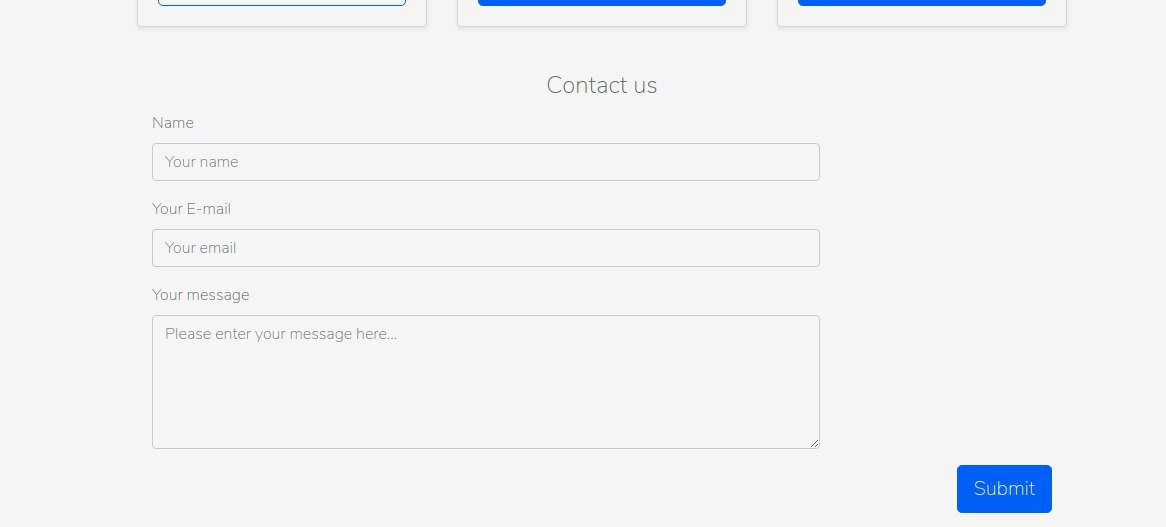 Contact us
Name
Your name
Your E-mail
Your email
Your message
Please enter your message here...
Submit